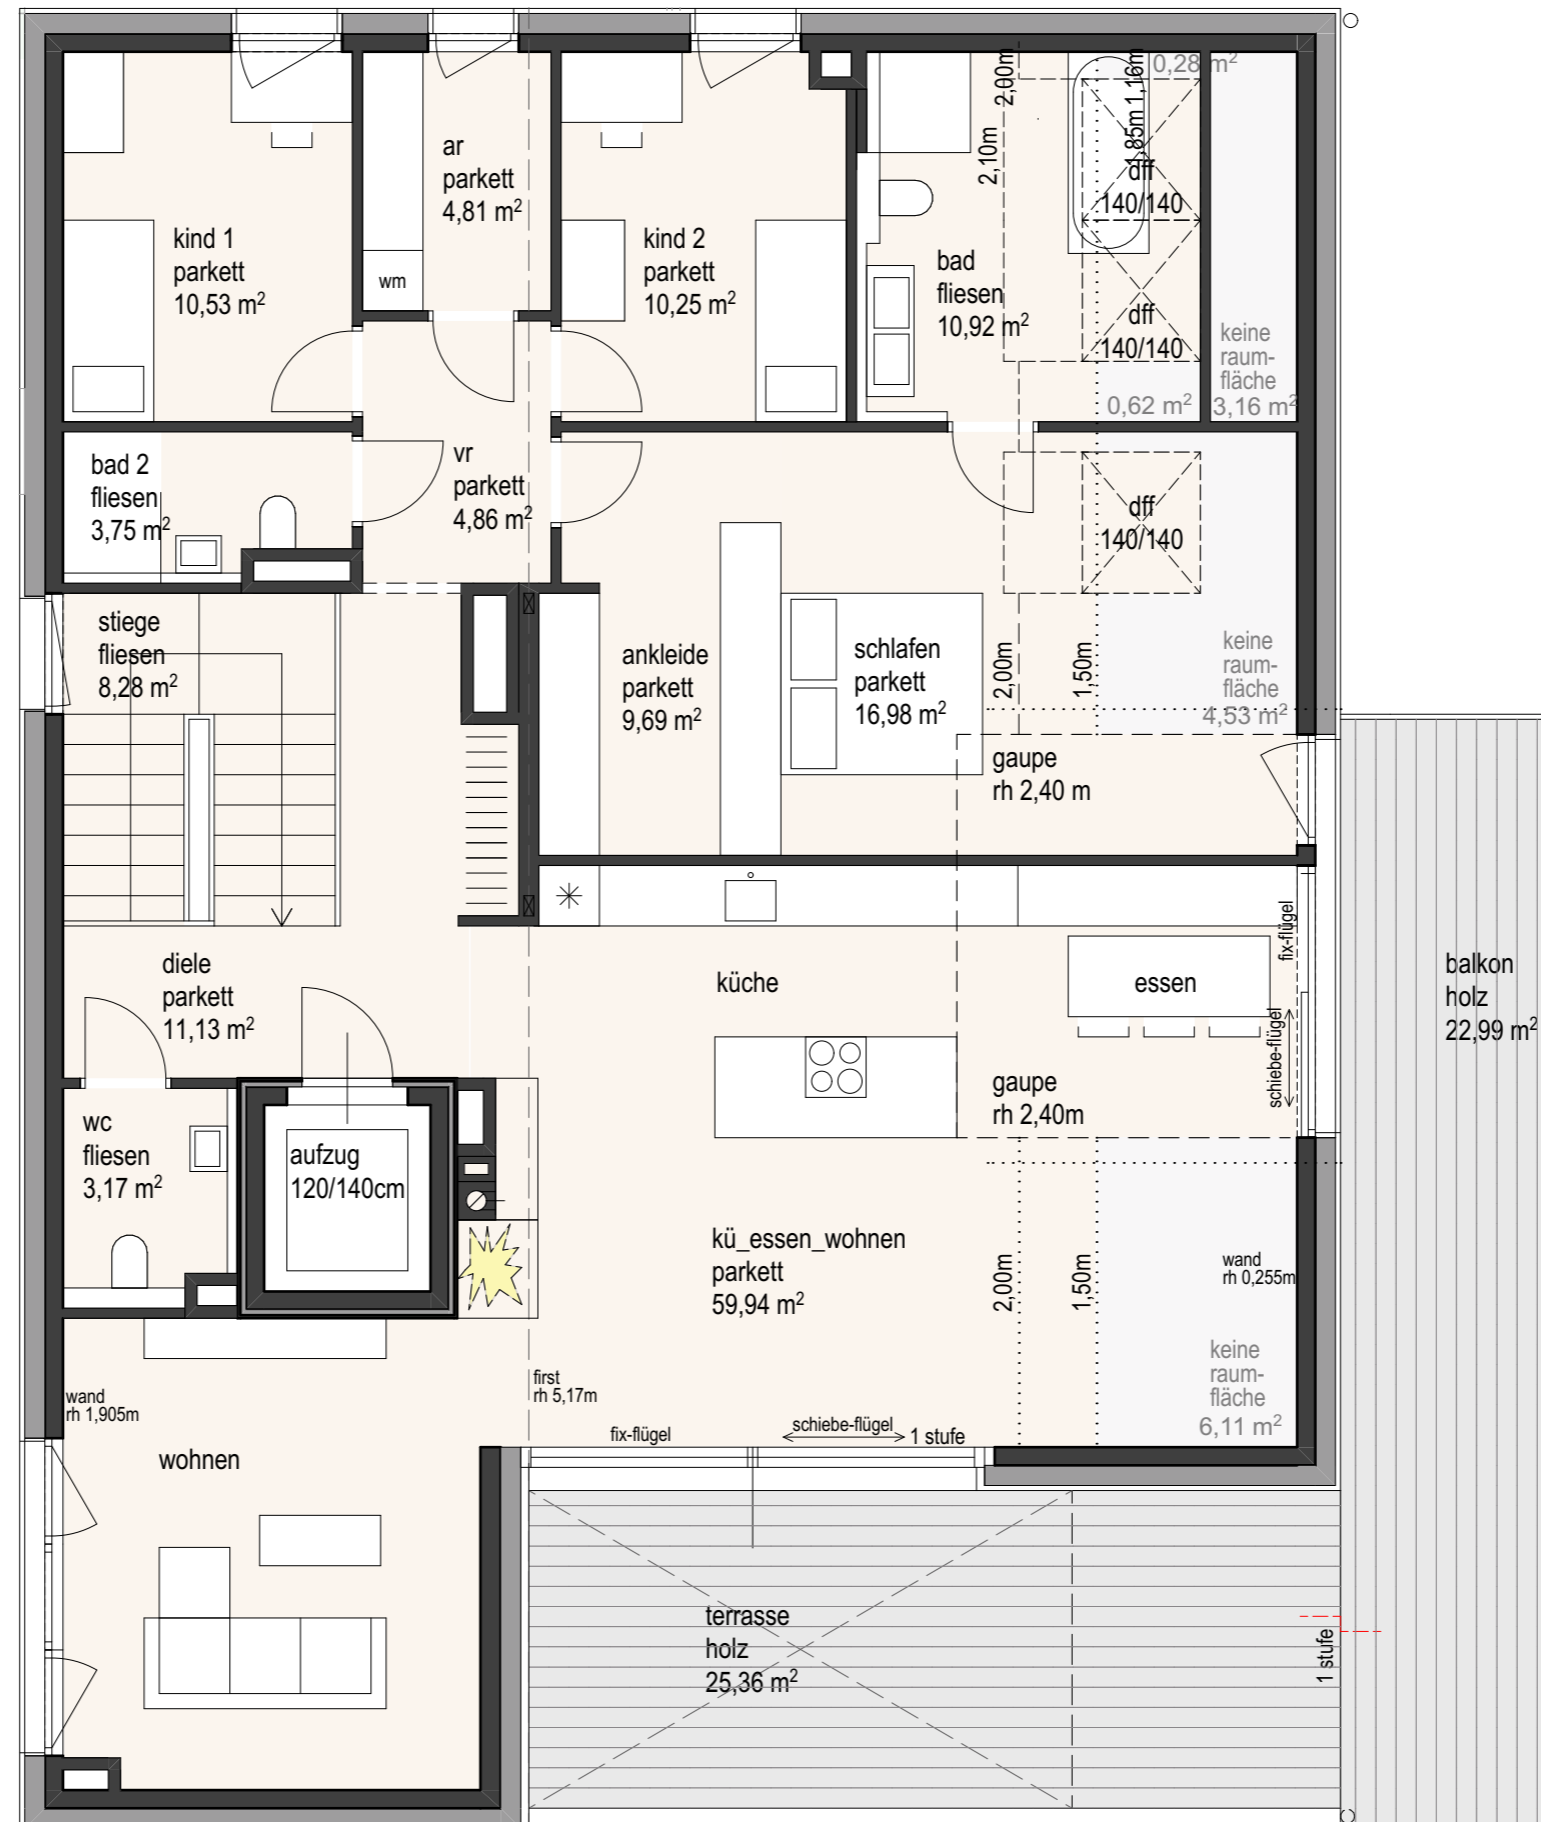 kind 1
parkett
10,53 m²
ar
parkett
4,81 m²
wm
kind 2
parkett
10,25 m²
bad
fliesen
10,92 m²
2,00m
2,10m
1,16m
1,85m
0,28 m²
dff
140/140
dff
140/140
0,62 m²
keine
raum-
fläche
3,16 m²
bad 2
fliesen
3,75 m²
vr
parkett
4,86 m²
dff
140/140
stiege
fliesen
8,28 m²
ankleide
parkett
9,69 m²
schlafen
parkett
16,98 m²
2,00m
1,50m
keine
raum-
fläche
4,53 m²
gaupe
rh 2,40 m
diele
parkett
11,13 m²
küche
essen
fix-flügel
schiebe-flügel
balkon
holz
22,99 m²
gaupe
rh 2,40m
wc
fliesen
3,17 m²
aufzug
120/140cm
kü_essen_wohnen
parkett
59,94 m²
2,00m
1,50m
wand
rh 0,255m
keine
raum-
fläche
6,11 m²
wand
rh 1,905m
first
rh 5,17m
fix-flügel
schiebe-flügel
1 stufe
wohnen
terrasse
holz
25,36 m²
1 stufe